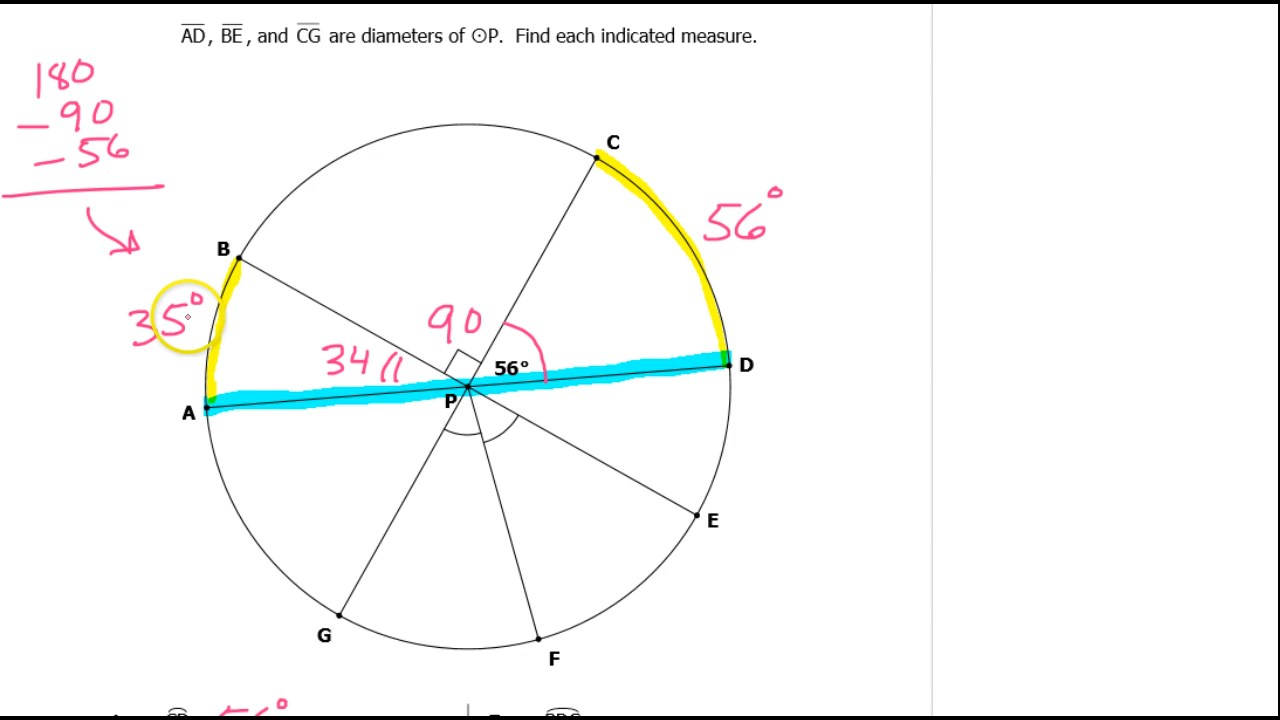 AD, BE, and CG are diameters of ⊙P. Find each indicated measure.
180
- 90
- 56
C
56°
B
35°
90
34
56°
D
P
A
E
G
F
56°